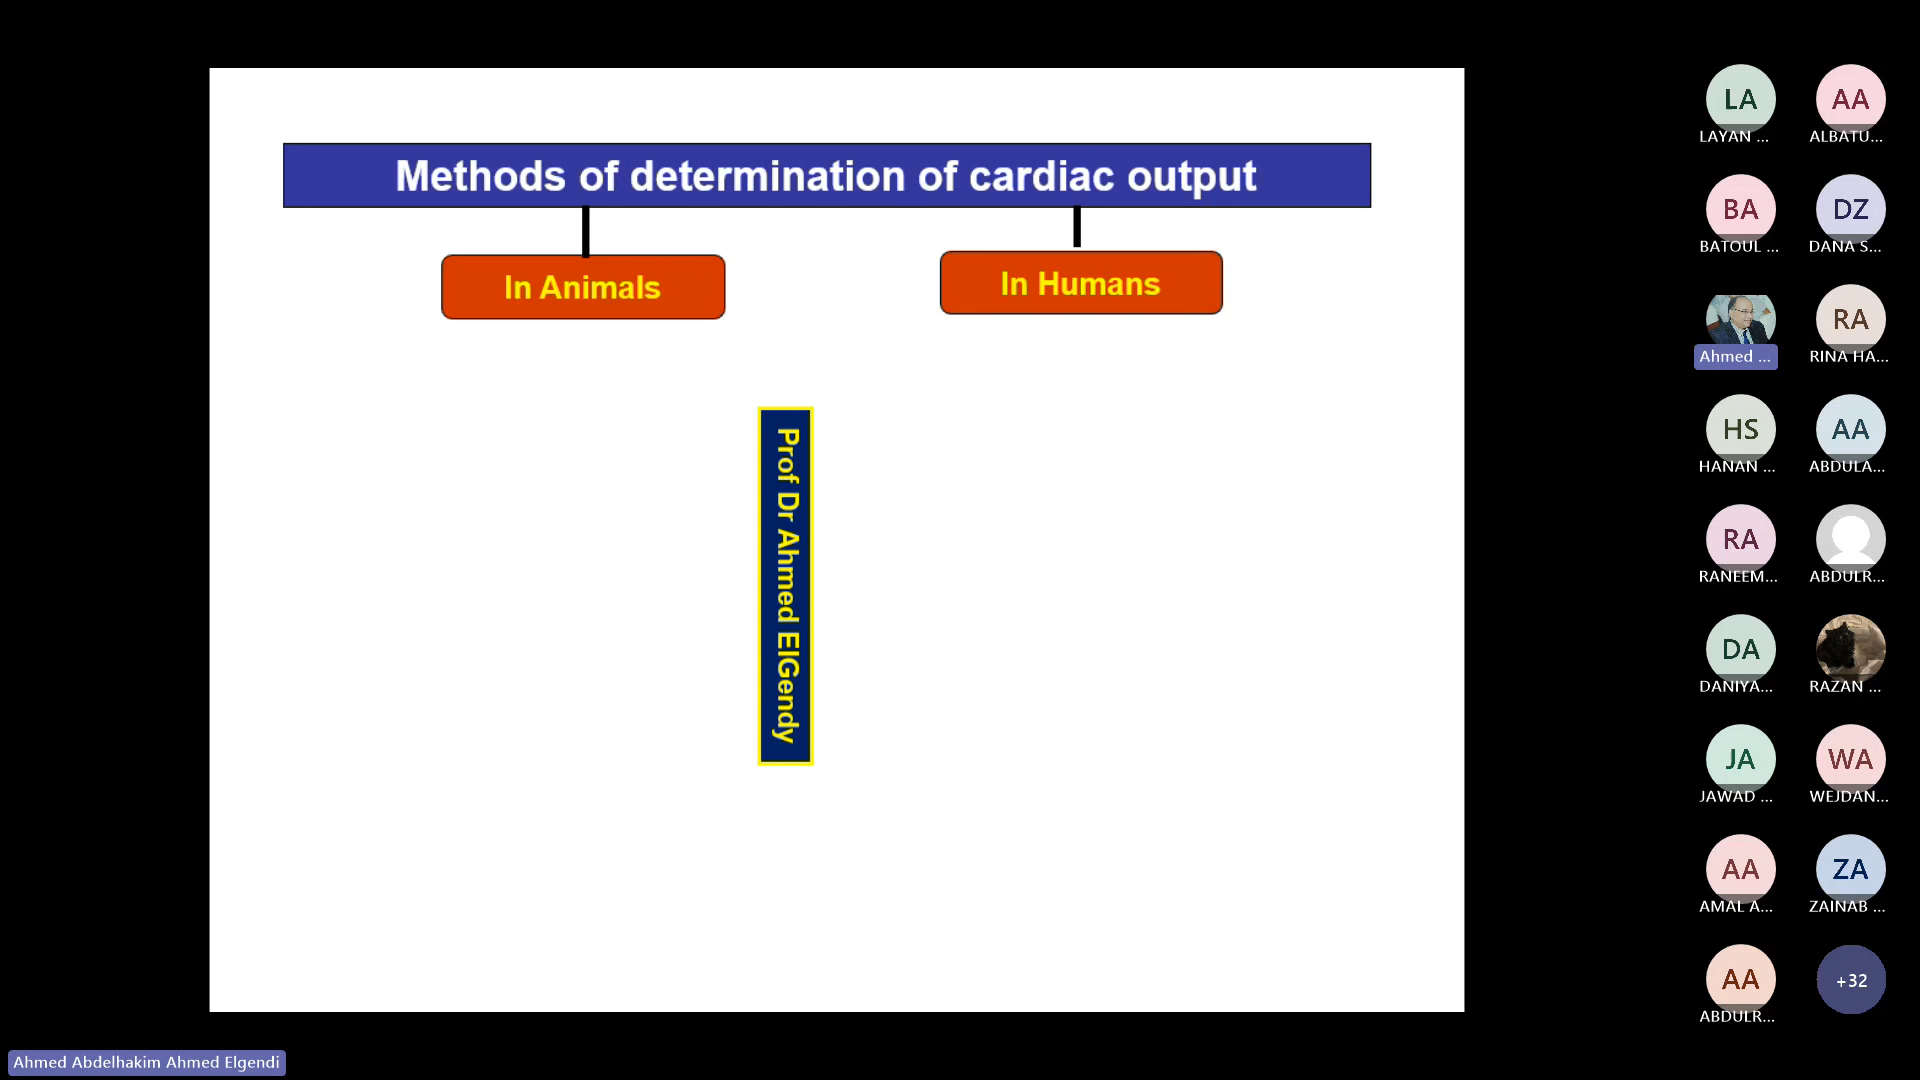 Methods of determination of cardiac output
In Animals
In Humans
Prof Dr Ahmed ElGendy
LA
LAYAN ...
AA
ALBATU...
BA
BATOUL ...
DZ
DANA S...
Ahmed ...
RA
RINA HA...
HS
HANAN ...
AA
ABDULA...
RA
RANEEM...
ABDULR...
DA
DANIYA...
RAZAN ...
JA
JAWAD ...
WA
WEJDAN...
AA
AMAL A...
ZA
ZAINAB ...
AA
ABDULR...
+32
Ahmed Abdelhakim Ahmed Elgendi